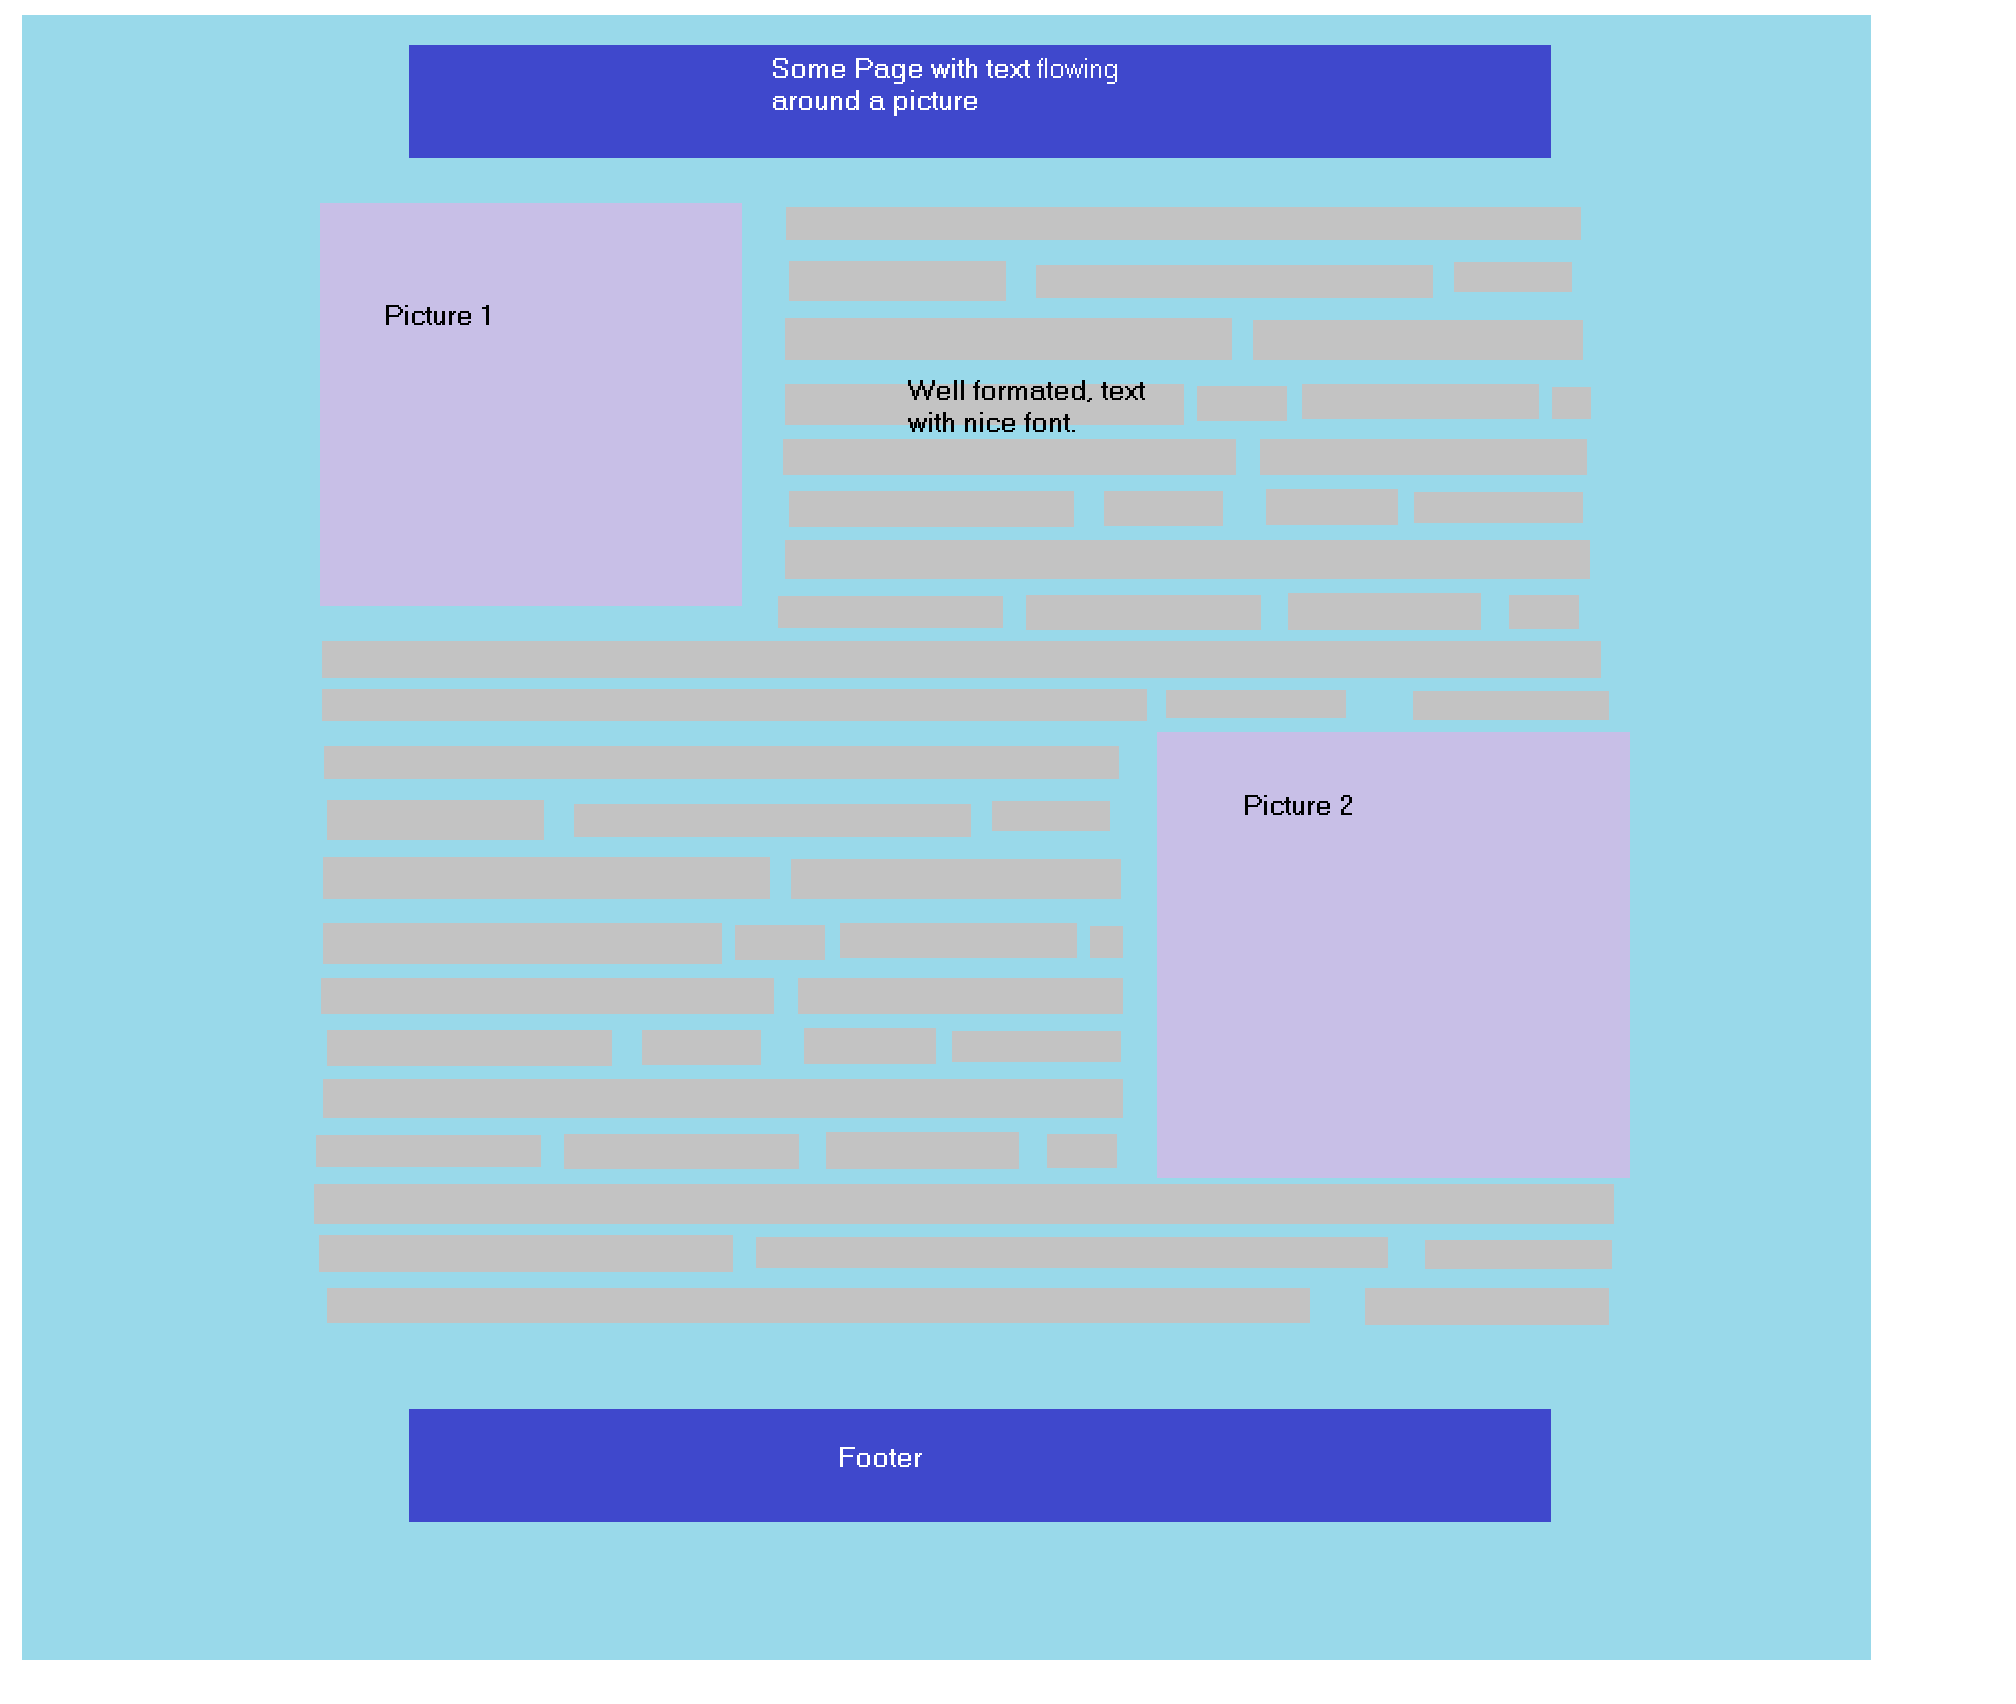 Some Page with text flowing
around a picture
Picture 1
Well formated, text
with nice font.
Picture 2
Footer